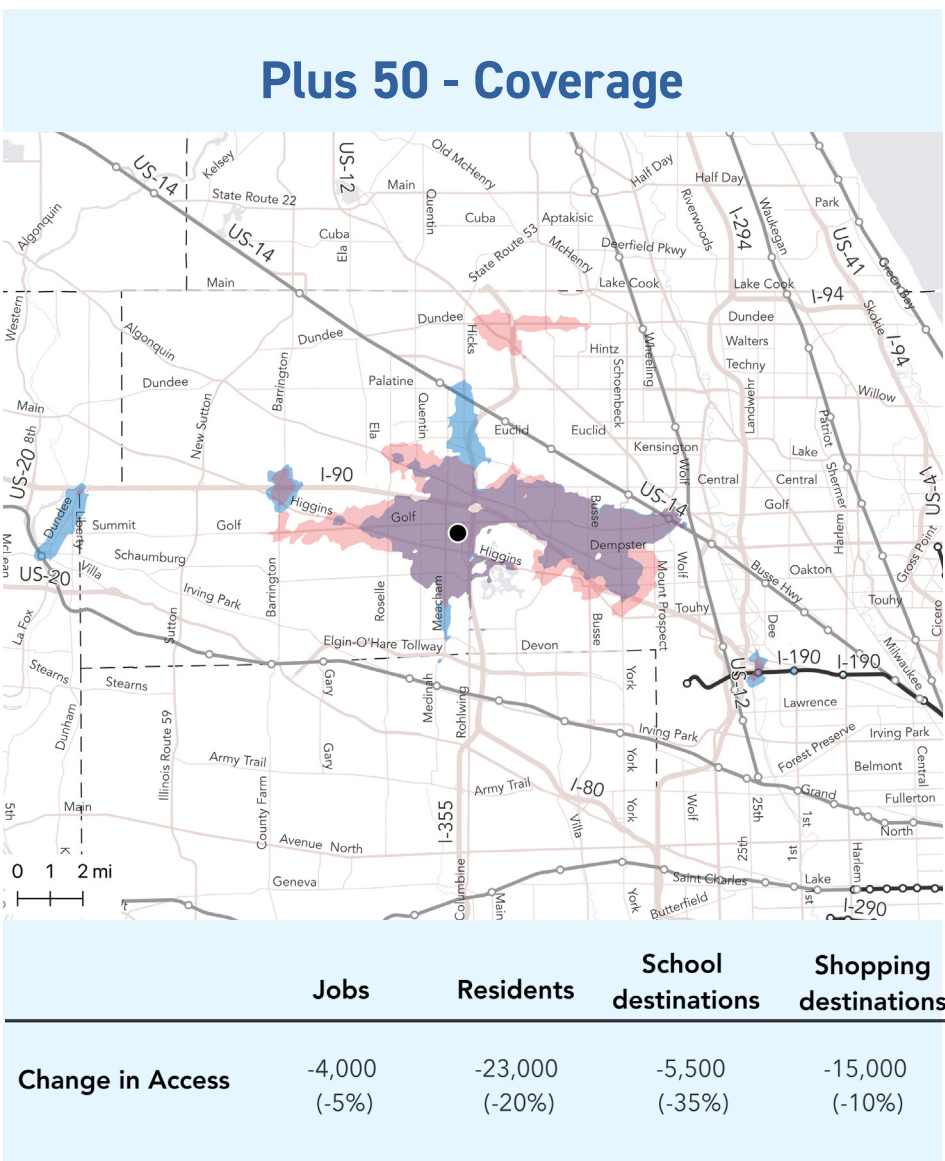 Plus 50 - Coverage
US-14
Kelsey
US-12
Old McHenry
Half Day
Half Day
Main
Quentin
State Route 22
Riverwoods
I-294
Waukegan
Park
US-41
Algonquin
US-14
Cuba
Ela
Cuba
Aptakisic
State Route 53
McHenry
Deerfield Pkwy
Green Bay
Main
Lake Cook
Lake Cook
I-94
Western
Algonquin
Dundee
Dundee
Hicks
Dundee
Skokie
I-94
Walters
Hintz
Wheeling
Techny
Barrington
Dundee
Palatine
Schoenbeck
Landwehr
Willow
Main
New Sutton
Ela
Quentin
Euclid
Euclid
Patriot
US-20
8th
Kensington
Lake
I-90
Wolf
Central
Central
Shermer
US-41
Dundee
Liberty
Summit
Golf
Higgins
Golf
Busse
US-14
Golf
Harlem
McLean
Schaumburg
Higgins
Dempster
Gross Point
US-20
Villa
Irving Park
Barrington
Roselle
Meacham
Mount Prospect
Wolf
Busse Hwy
Oakton
La Fox
Sutton
Busse
Touhy
Dee
Touhy
Cicero
Elgin-O'Hare Tollway
Devon
Milwaukee
Stearns
Stearns
Gary
Medinah
Rohlwing
York
US-12
I-190
I-190
Lawrence
Dunham
Illinois Route 59
Irving Park
Forest Preserve
Irving Park
Army Trail
Gary
York
Belmont
Central
Army Trail
I-80
Grand
Fullerton
5th
Main
County Farm
I-355
Villa
York
Wolf
25th
1st
North
K
Avenue North
25th
1st
Harlem
0 1 2 mi
Geneva
Columbine
Main
York
Saint Charles
Lake
1st
Butterfield
I-290
Jobs
Residents
School
destinations
Shopping
destinations
Change in Access
-4,000
(-5%)
-23,000
(-20%)
-5,500
(-35%)
-15,000
(-10%)